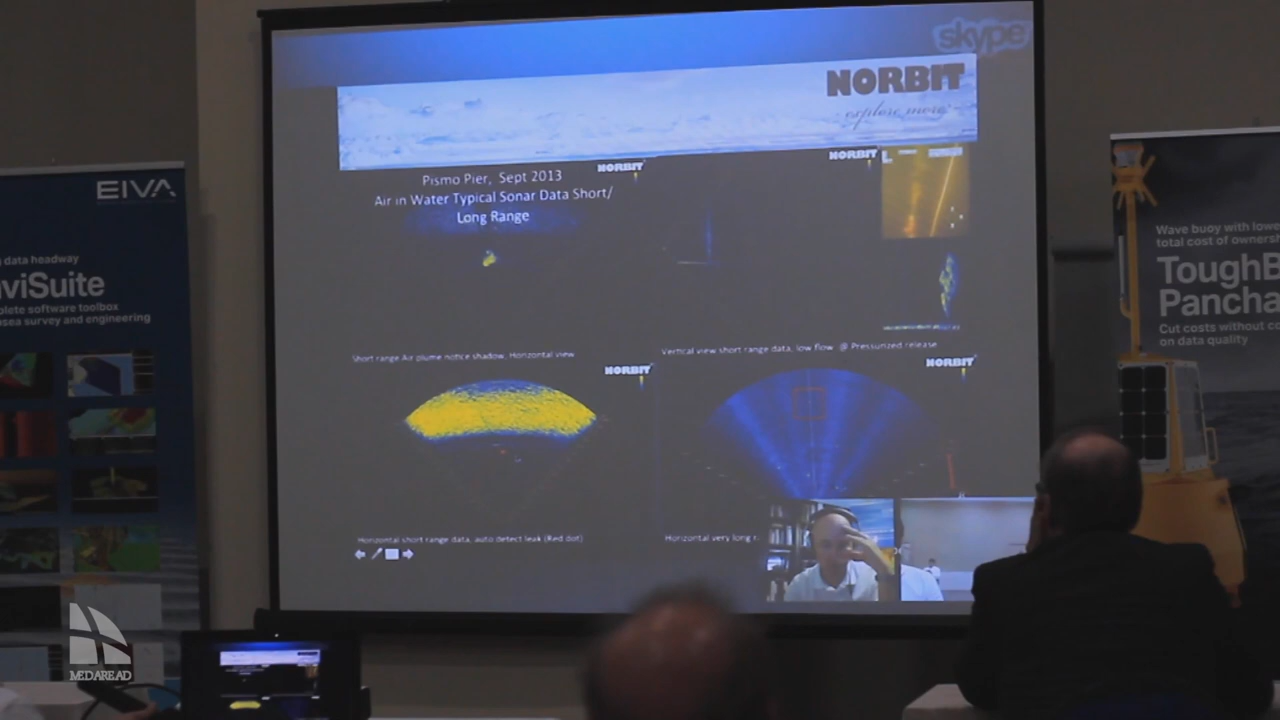 skype
NORBIT
explore more
NORBIT
NORBIT
Pismo Pier, Sept 2013
Air in Water Typical Sonar Data Short/
Long Range
Short range Air plume notice shadow, Horizontal view
Vertical view short range data, low flow @ Pressurized release
NORBIT
NORBIT
Horizontal short range data, auto detect leak (Red dot)
Horizontal very long r
EIVA
data headway
viSuite
plete software toolbox
sea survey and engineering
Wave buoy with lowe
total cost of ownersh
ToughB
Pancha
Cut costs without co
on data quality
MEDAREAD